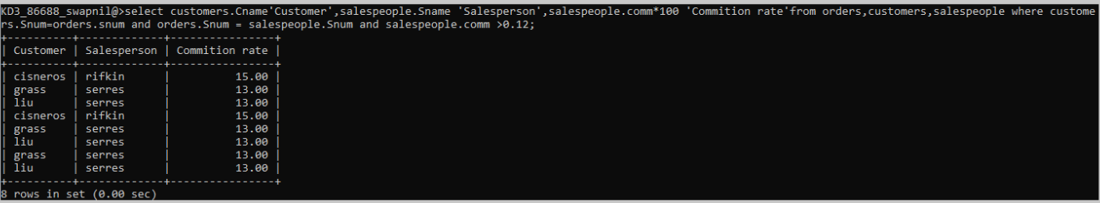 KD3_86688_swapnil@>select customers.Cname'Customer',salespeople.Sname 'Salesperson',salespeople.comm*100 'Commition rate'from orders,customers,salespeople where custome
rs.Snum=orders.snum and orders.Snum = salespeople.Snum and salespeople.comm >0.12;
+----------+-------------+----------------+
| Customer | Salesperson | Commition rate |
+----------+-------------+----------------+
| cisneros | rifkin      |          15.00 |
| grass    | serres      |          13.00 |
| liu      | serres      |          13.00 |
| cisneros | rifkin      |          15.00 |
| grass    | serres      |          13.00 |
| liu      | serres      |          13.00 |
| grass    | serres      |          13.00 |
| liu      | serres      |          13.00 |
+----------+-------------+----------------+
8 rows in set (0.00 sec)